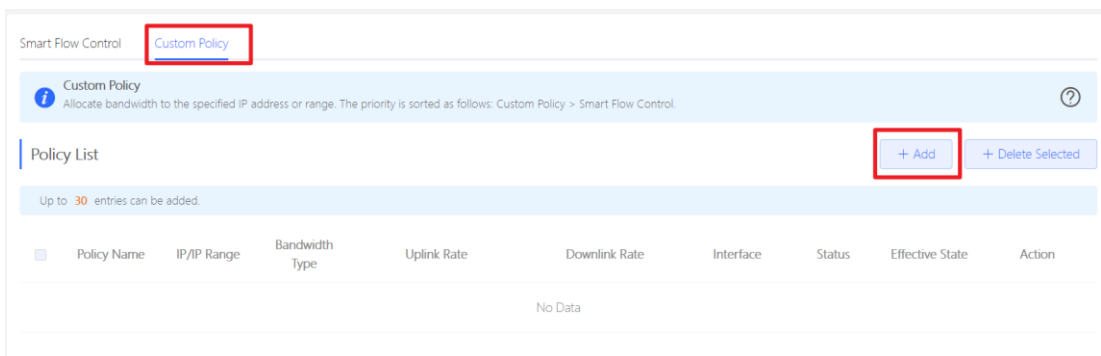 Smart Flow Control Custom Policy
Custom Policy
Allocate bandwidth to the specified IP address or range. The priority is sorted as follows: Custom Policy > Smart Flow Control.
Policy List + Add + Delete Selected
Up to 30 entries can be added.
Policy Name IP/IP Range Bandwidth Type Uplink Rate Downlink Rate Interface Status Effective State Action
No Data